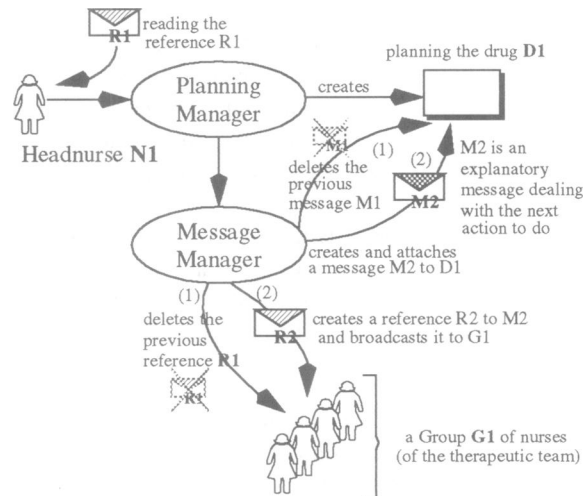 R1
reading the
reference R1
planning the drug D1
Planning
Manager
creates
Headnurse N1
M1
(1)
deletes the
previous
message M1
(2)
M2
M2 is an
explanatory
message dealing
with the next
action to do
Message
Manager
creates and attaches
a message M2 to D1
(1)
(2)
deletes the
previous
reference R1
R1
R2
creates a reference R2 to M2
and broadcasts it to G1
a Group G1 of nurses
(of the therapeutic team)